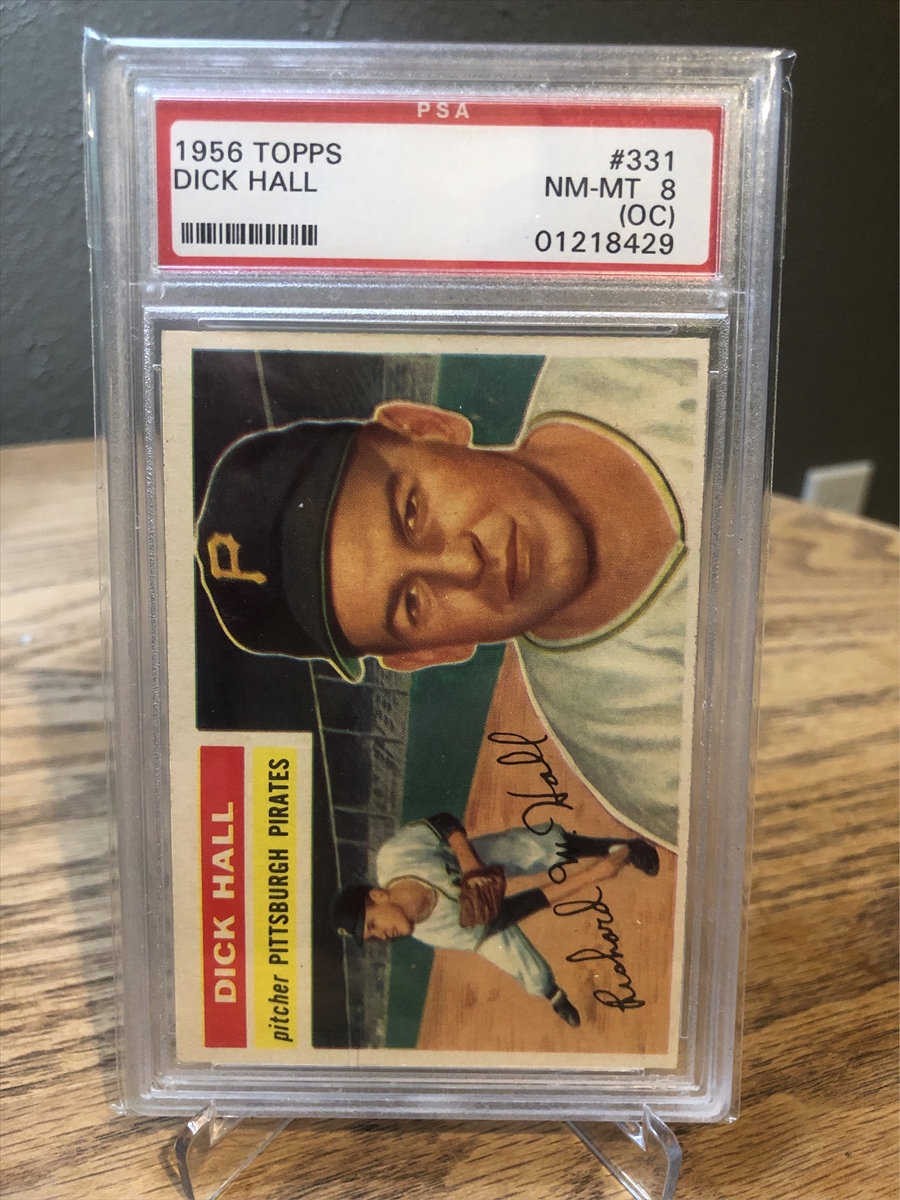 PSA
1956 TOPPS #331
DICK HALL NM-MT 8
(OC)
01218429
P
DICK HALL
pitcher PITTSBURGH PIRATES
Richard W. Hall